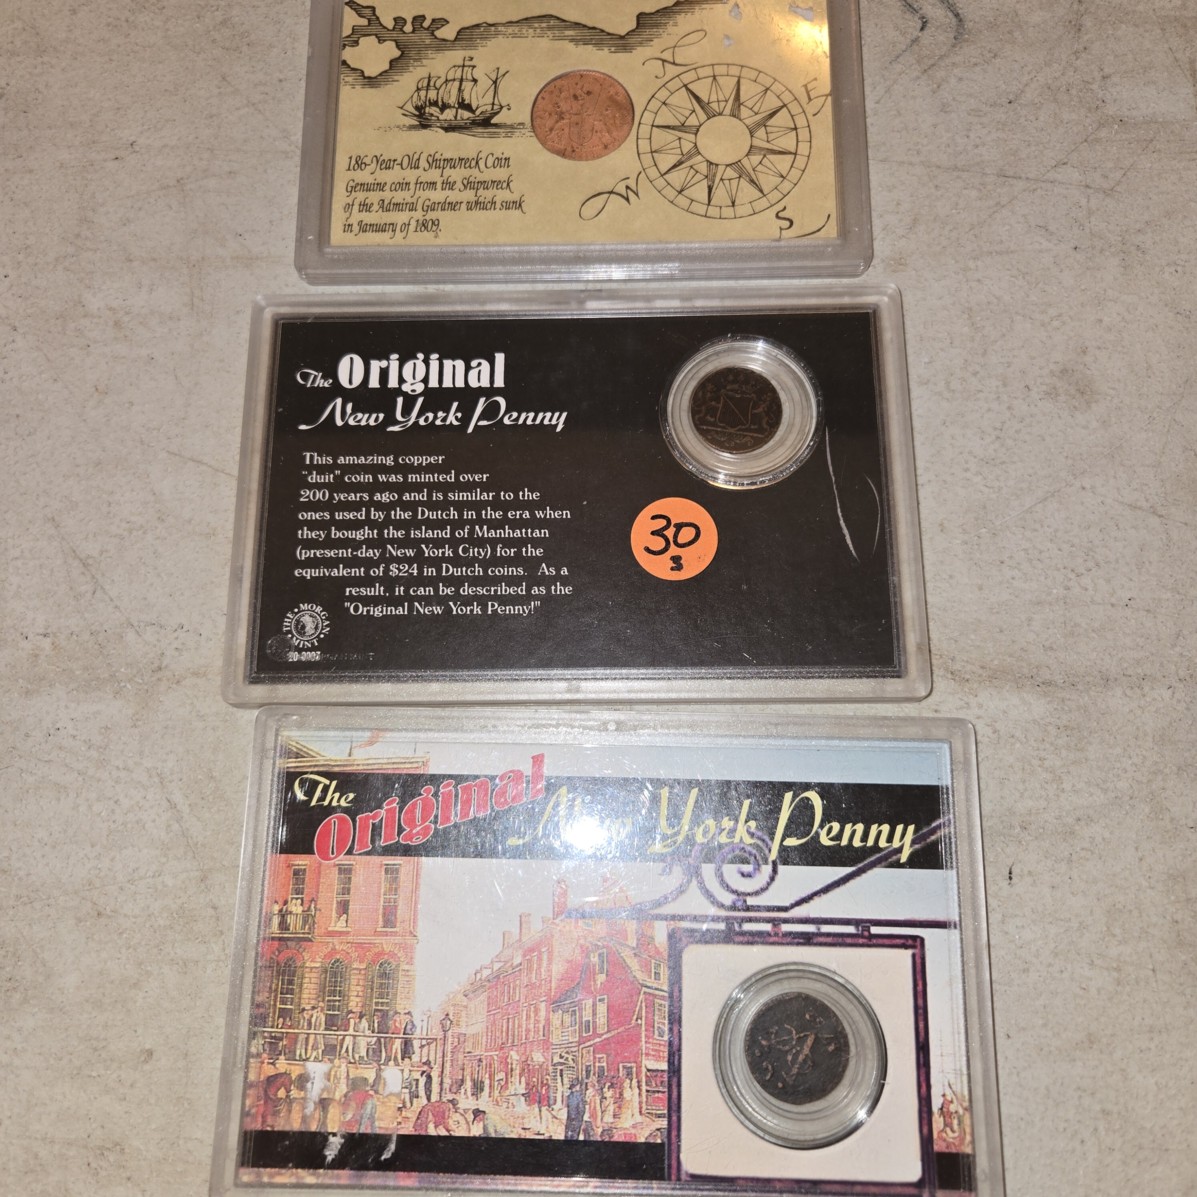 N
E
S
W
186-Year-Old Shipwreck Coin
Genuine coin from the Shipwreck
of the Admiral Gardner which sunk
in January of 1809.
The Original
New York Penny
This amazing copper
"duit" coin was minted over
200 years ago and is similar to the
ones used by the Dutch in the era when
they bought the island of Manhattan
(present-day New York City) for the
equivalent of $24 in Dutch coins. As a
result, it can be described as the
"Original New York Penny!"
30
THE MORGAN MINT
The Original New York Penny